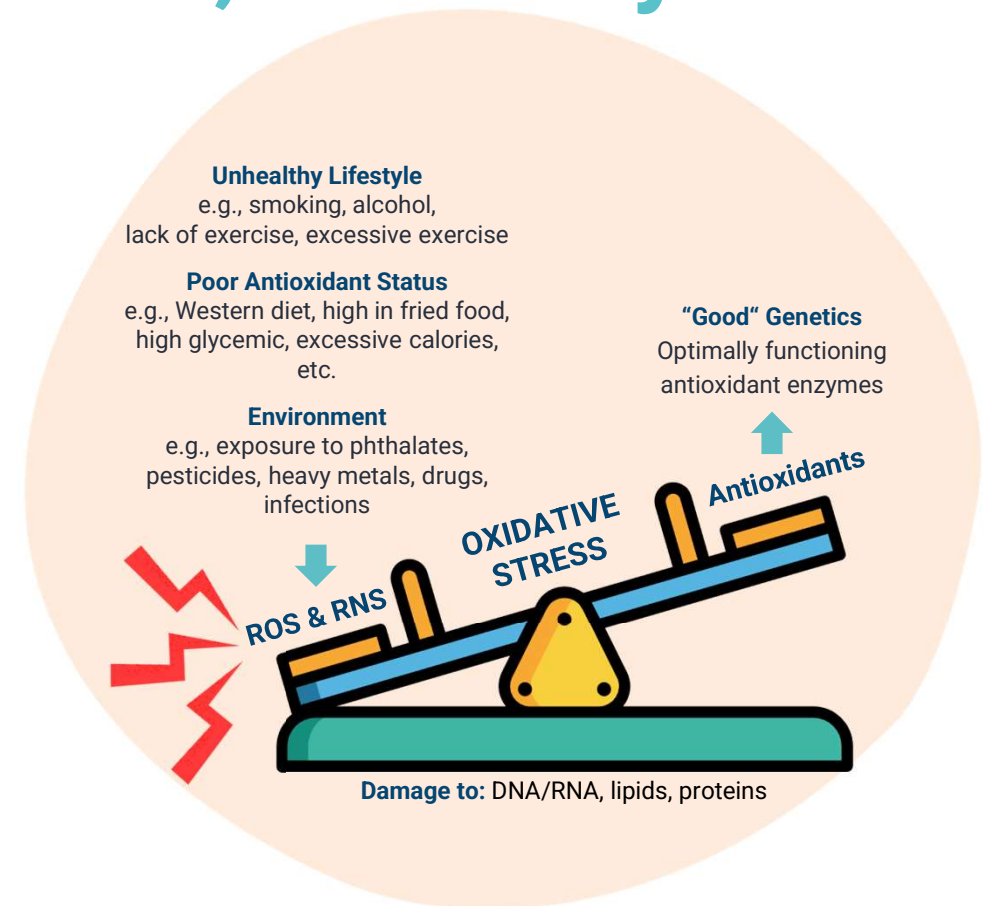 Unhealthy Lifestyle
e.g., smoking, alcohol,
lack of exercise, excessive exercise
Poor Antioxidant Status
e.g., Western diet, high in fried food,
high glycemic, excessive calories,
etc.
Environment
e.g., exposure to phthalates,
pesticides, heavy metals, drugs,
infections
“Good“ Genetics
Optimally functioning
antioxidant enzymes
ROS & RNS
OXIDATIVE
STRESS
Antioxidants
Damage to: DNA/RNA, lipids, proteins